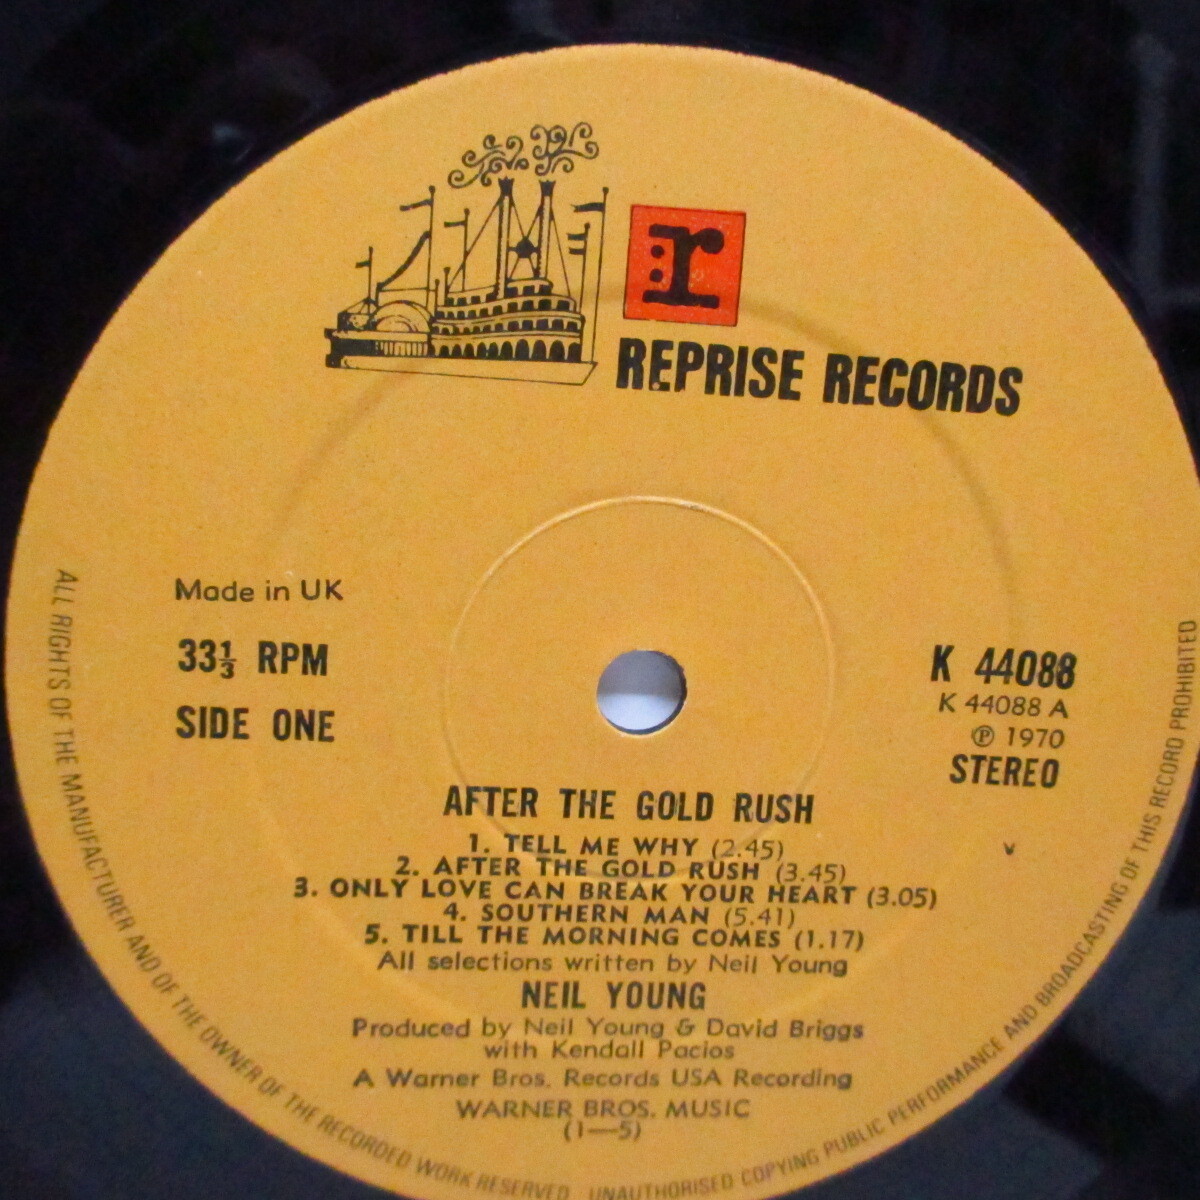 r
REPRISE RECORDS
Made in UK
33⅓ RPM
SIDE ONE
K 44088
K 44088 A
℗ 1970
STEREO
AFTER THE GOLD RUSH
1. TELL ME WHY (2.45)
2. AFTER THE GOLD RUSH (3.45)
3. ONLY LOVE CAN BREAK YOUR HEART (3.05)
4. SOUTHERN MAN (5.41)
5. TILL THE MORNING COMES (1.17)
All selections written by Neil Young
NEIL YOUNG
Produced by Neil Young & David Briggs
with Kendall Pacios
A Warner Bros. Records USA Recording
WARNER BROS. MUSIC
(1—5)
ALL RIGHTS OF THE MANUFACTURER AND OF THE OWNER OF THE RECORDED WORK RESERVED UNAUTHORISED COPYING PUBLIC PERFORMANCE AND BROADCASTING OF THIS RECORD PROHIBITED